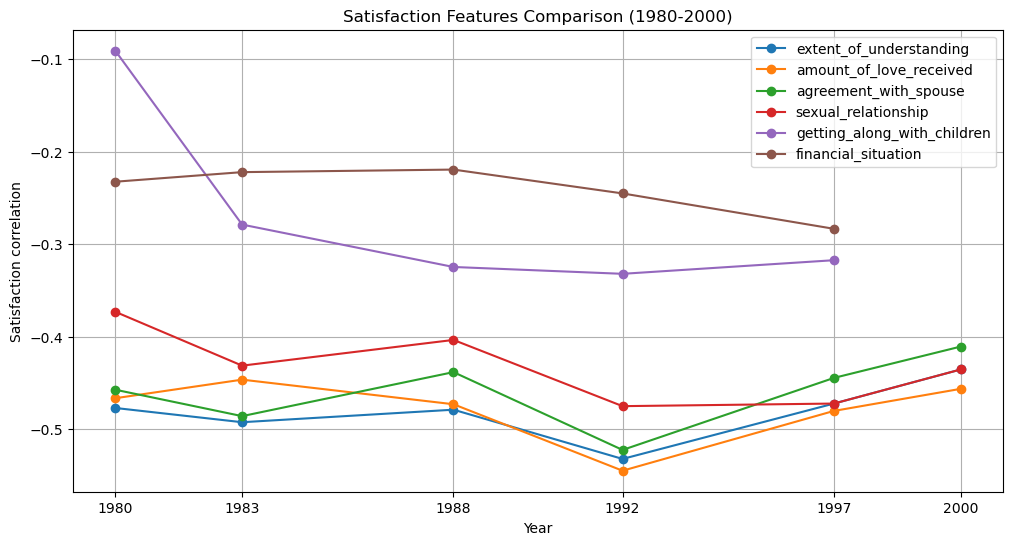 Satisfaction Features Comparison (1980-2000)
Satisfaction correlation
−0.1
−0.2
−0.3
−0.4
−0.5
extent_of_understanding
amount_of_love_received
agreement_with_spouse
sexual_relationship
getting_along_with_children
financial_situation
1980 1983 1988 1992 1997 2000
Year